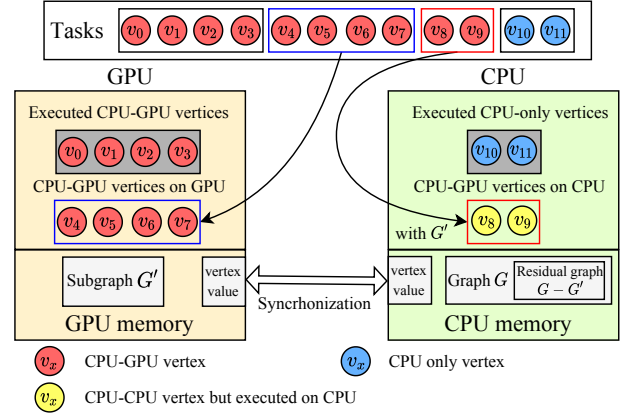 Tasks v0 v1 v2 v3 v4 v5 v6 v7 v8 v9 v10 v11
GPU
CPU
Executed CPU-GPU vertices
v0 v1 v2 v3
CPU-GPU vertices on GPU
v4 v5 v6 v7
Executed CPU-only vertices
v10 v11
CPU-GPU vertices on CPU
v8 v9
with G′
Subgraph G′
vertex
value
GPU memory
Syncrhonization
vertex
value
Graph G
Residual graph
G − G′
CPU memory
vx CPU-GPU vertex
vx CPU only vertex
vx CPU-CPU vertex but executed on CPU